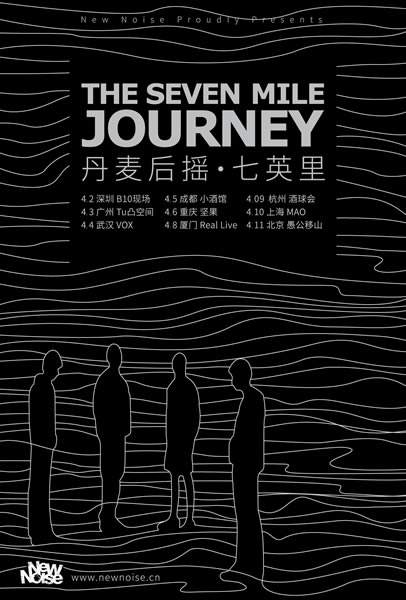 New Noise Proudly Presents
THE SEVEN MILE
JOURNEY
丹麦后摇·七英里
4.2 深圳 B10现场 4.5 成都 小酒馆 4.09 杭州 酒球会
4.3 广州 Tu凸空间 4.6 重庆 坚果 4.10 上海 MAO
4.4 武汉 VOX 4.8 厦门 Real Live 4.11 北京 愚公移山
New
Noise
www.newnoise.cn